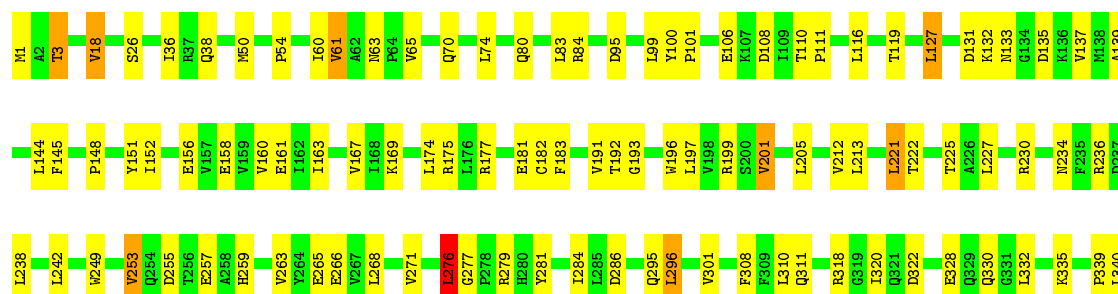 M1 A2 T3 V18 S26 I36 R37 Q38 M50 P54 I60 V61 A62 N63 P64 V65 Q70 L74 Q80 L83 R84 D95 L99 Y100 P101 E106 K107 D108 I109 T110 P111 L116 T119 L127 D131 K132 N133 G134 D135 K136 V137 M138 A139
L144 F145 P148 Y151 I152 E156 V157 E158 V159 V160 E161 I162 I163 V167 I168 K169 L174 R175 L176 R177 E181 C182 F183 V191 T192 G193 W196 L197 V198 R199 S200 V201 L205 V212 L213 L221 T222 T225 A226 L227 R230 N234 F235 R236 D237
L238 L242 W249 V253 Q254 D255 T256 E257 A258 H259 V263 Y264 E265 E266 V267 L268 V271 L276 G277 P278 R279 H280 Y281 I284 L285 D286 Q295 L296 V301 F308 F309 L310 Q311 R318 G319 I320 Q321 D322 E328 Q329 Q330 G331 L332 K335 P339 L340